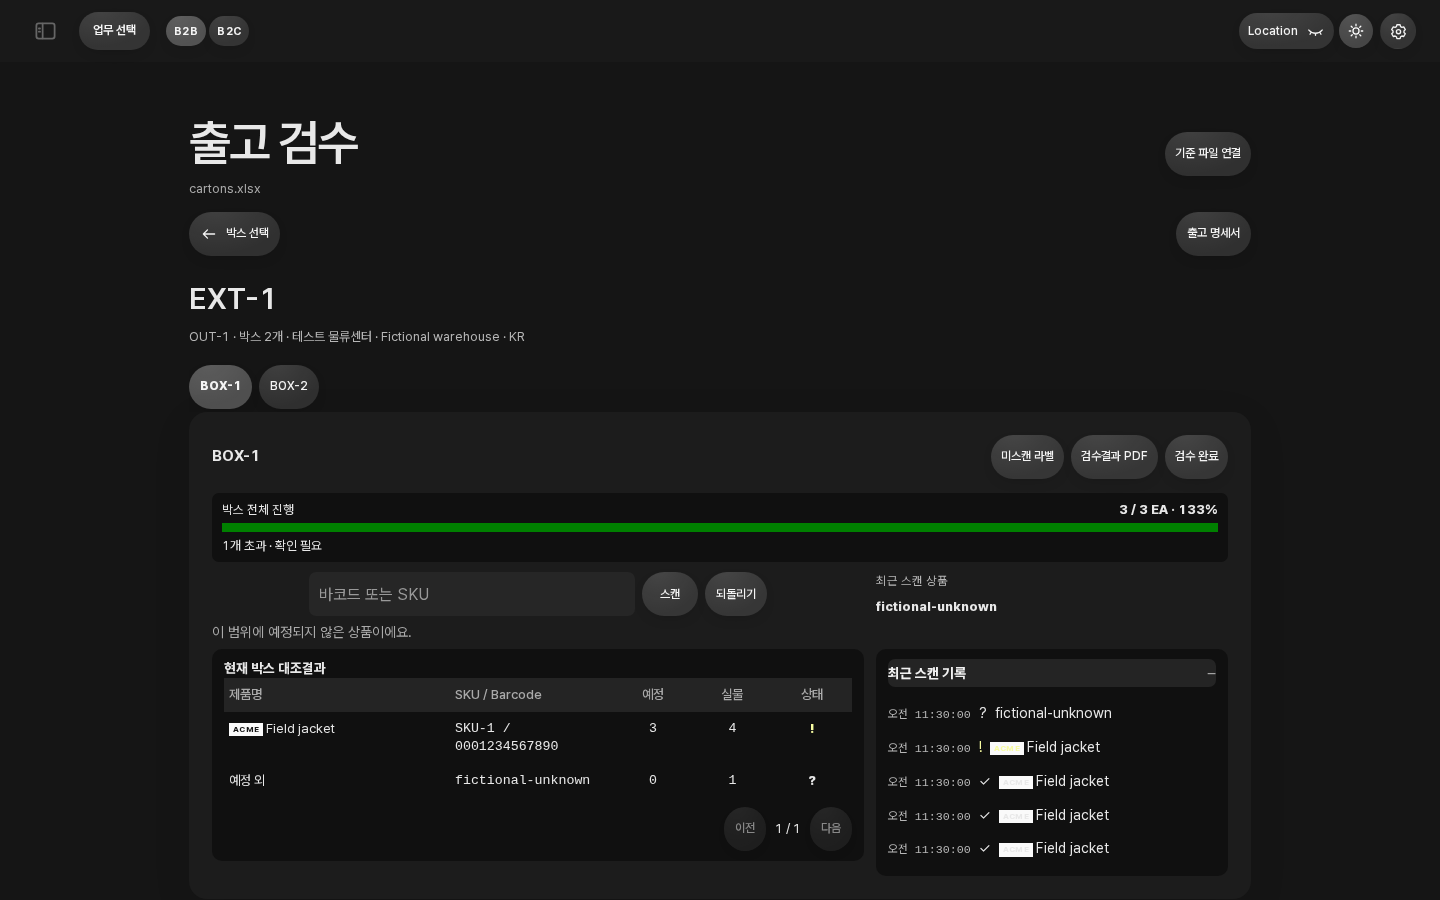 업무 선택
B2B
B2C
Location
출고 검수
기준 파일 연결
cartons.xlsx
박스 선택
출고 명세서
EXT-1
OUT-1 · 박스 2개 · 테스트 물류센터 · Fictional warehouse · KR
BOX-1
BOX-2
BOX-1
미스캔 라벨
검수결과 PDF
검수 완료
박스 전체 진행
3 / 3 EA · 133%
1개 초과 · 확인 필요
바코드 또는 SKU
스캔
되돌리기
최근 스캔 상품
fictional-unknown
이 범위에 예정되지 않은 상품이에요.
현재 박스 대조결과
제품명 SKU / Barcode 예정 실물 상태
ACME Field jacket SKU-1 / 3 4 !
0001234567890
예정 외 fictional-unknown 0 1 ?
이전 1 / 1 다음
최근 스캔 기록 –
오전 11:30:00 ? fictional-unknown
오전 11:30:00 ! ACME Field jacket
오전 11:30:00 ✓ ACME Field jacket
오전 11:30:00 ✓ ACME Field jacket
오전 11:30:00 ✓ ACME Field jacket